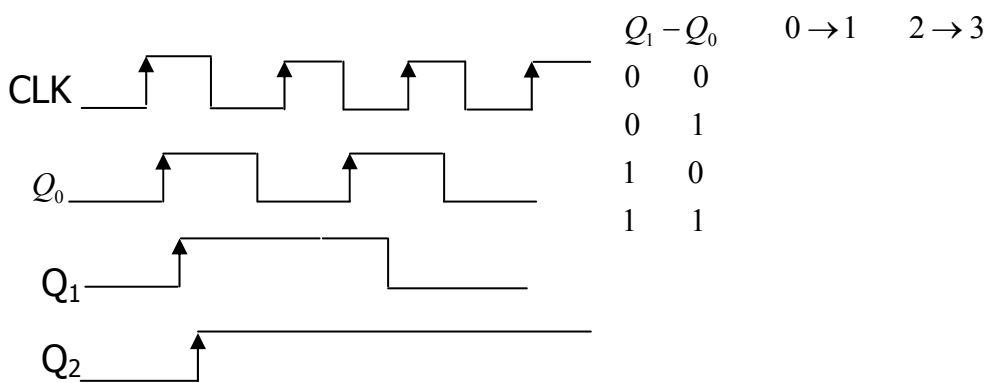 Q₁ – Q₀ 0 → 1 2 → 3
CLK
0 0
0 1
Q₀
1 0
1 1
Q₁
Q₂